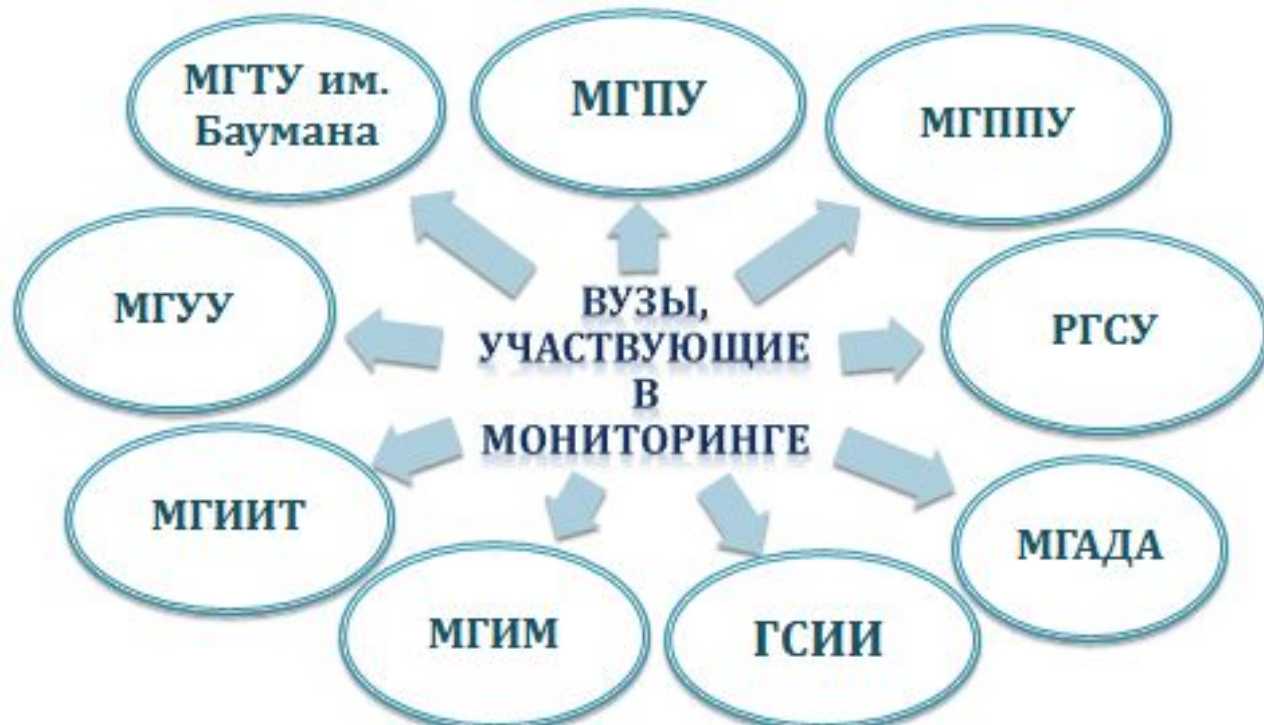 МГТУ им.
Баумана
МГПУ
МГППУ
МГУУ
ВУЗЫ,
УЧАСТВУЮЩИЕ
В
МОНИТОРИНГЕ
РГСУ
МГИИТ
МГАДА
МГИМ
ГСИИ